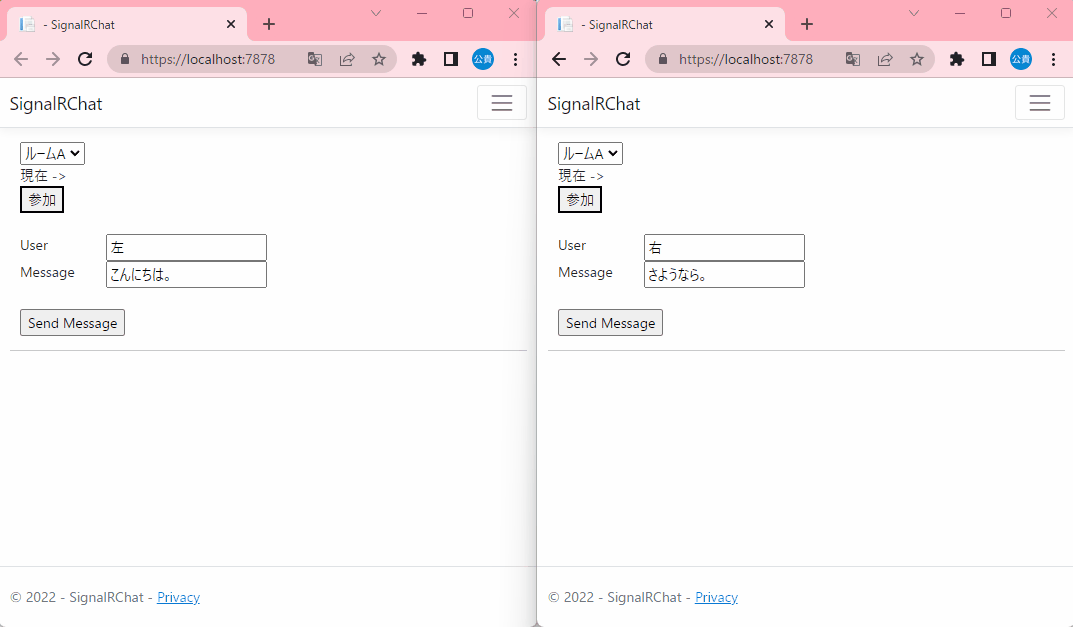 - SignalRChat
https://localhost:7878
公貴
SignalRChat
ルームA
現在 ->
参加
User 左
Message こんにちは。
Send Message
© 2022 - SignalRChat - Privacy
- SignalRChat
https://localhost:7878
公貴
SignalRChat
ルームA
現在 ->
参加
User 右
Message さようなら。
Send Message
© 2022 - SignalRChat - Privacy